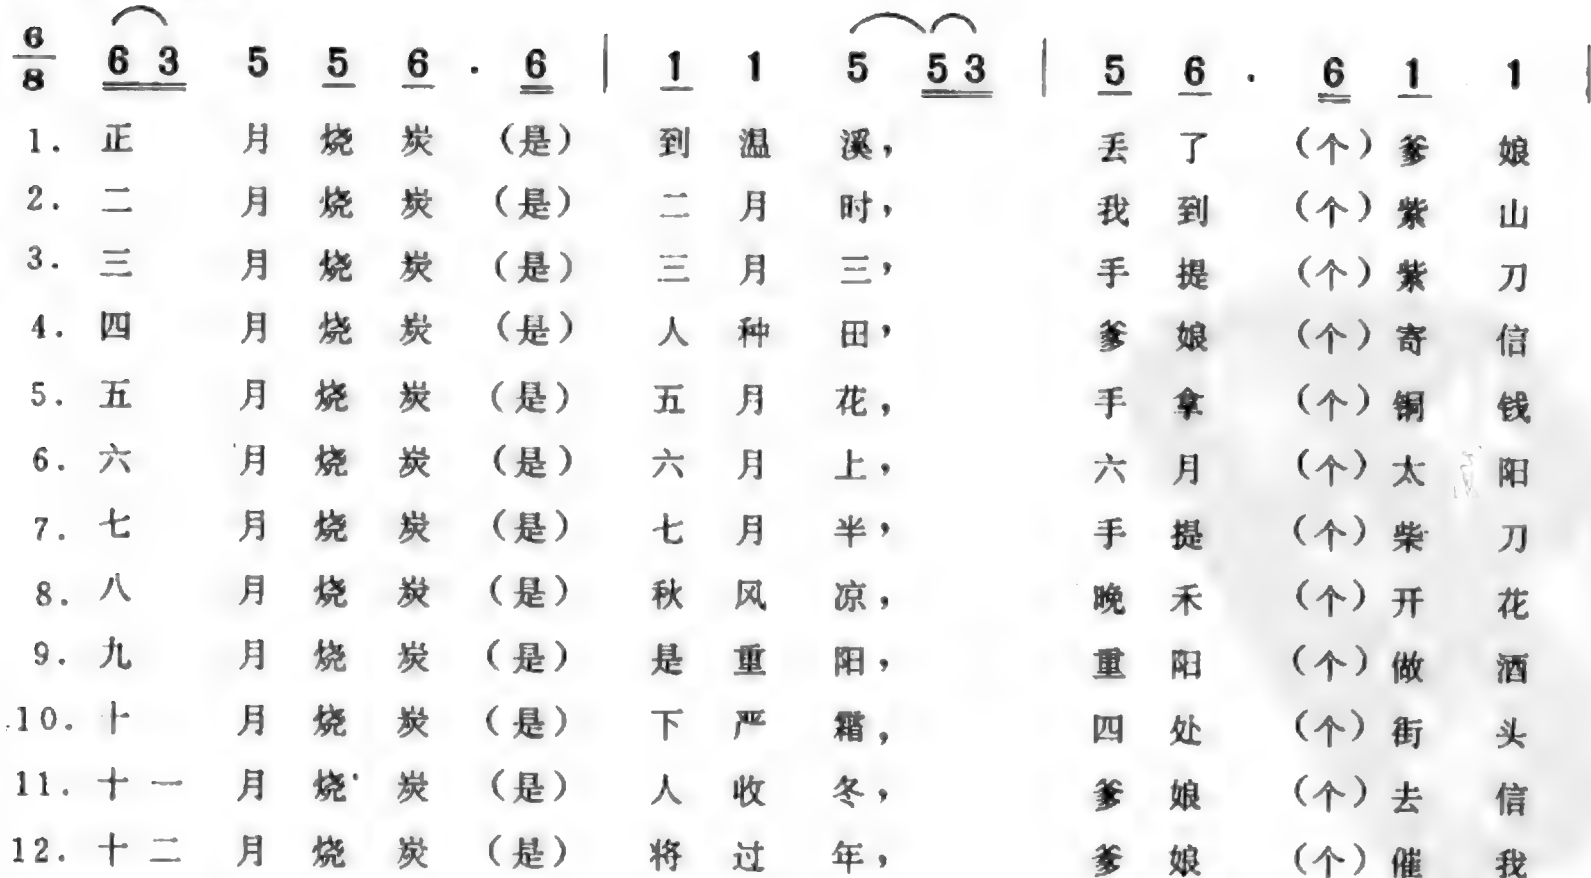 6/8 6 3 5 5 6 . 6 | 1 1 5 5 3 | 5 6 . 6 1 1 |
1. 正 月 烧 炭 (是) 到 温 溪, 丢 了 (个) 爹 娘
2. 二 月 烧 炭 (是) 二 月 时, 我 到 (个) 紫 山
3. 三 月 烧 炭 (是) 三 月 三, 手 提 (个) 紫 刀
4. 四 月 烧 炭 (是) 人 种 田, 爹 娘 (个) 寄 信
5. 五 月 烧 炭 (是) 五 月 花, 手 拿 (个) 铜 钱
6. 六 月 烧 炭 (是) 六 月 上, 六 月 (个) 太 阳
7. 七 月 烧 炭 (是) 七 月 半, 手 提 (个) 柴 刀
8. 八 月 烧 炭 (是) 秋 风 凉, 晚 禾 (个) 开 花
9. 九 月 烧 炭 (是) 是 重 阳, 重 阳 (个) 做 酒
10. 十 月 烧 炭 (是) 下 严 霜, 四 处 (个) 街 头
11. 十 一 月 烧 炭 (是) 人 收 冬, 爹 娘 (个) 去 信
12. 十 二 月 烧 炭 (是) 将 过 年, 爹 娘 (个) 催 我